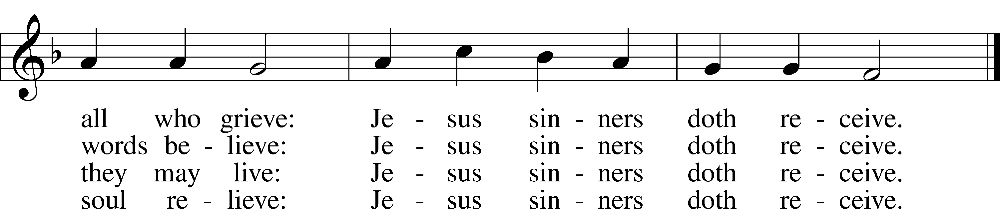 all who grieve: Je - sus sin - ners doth re - ceive.
words be - lieve: Je - sus sin - ners doth re - ceive.
they may live: Je - sus sin - ners doth re - ceive.
soul re - lieve: Je - sus sin - ners doth re - ceive.